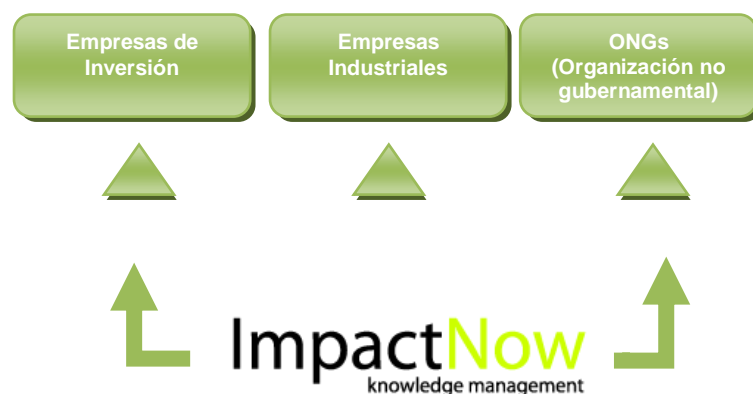 Empresas de
Inversión
Empresas
Industriales
ONGs
(Organización no
gubernamental)
ImpactNow
knowledge management